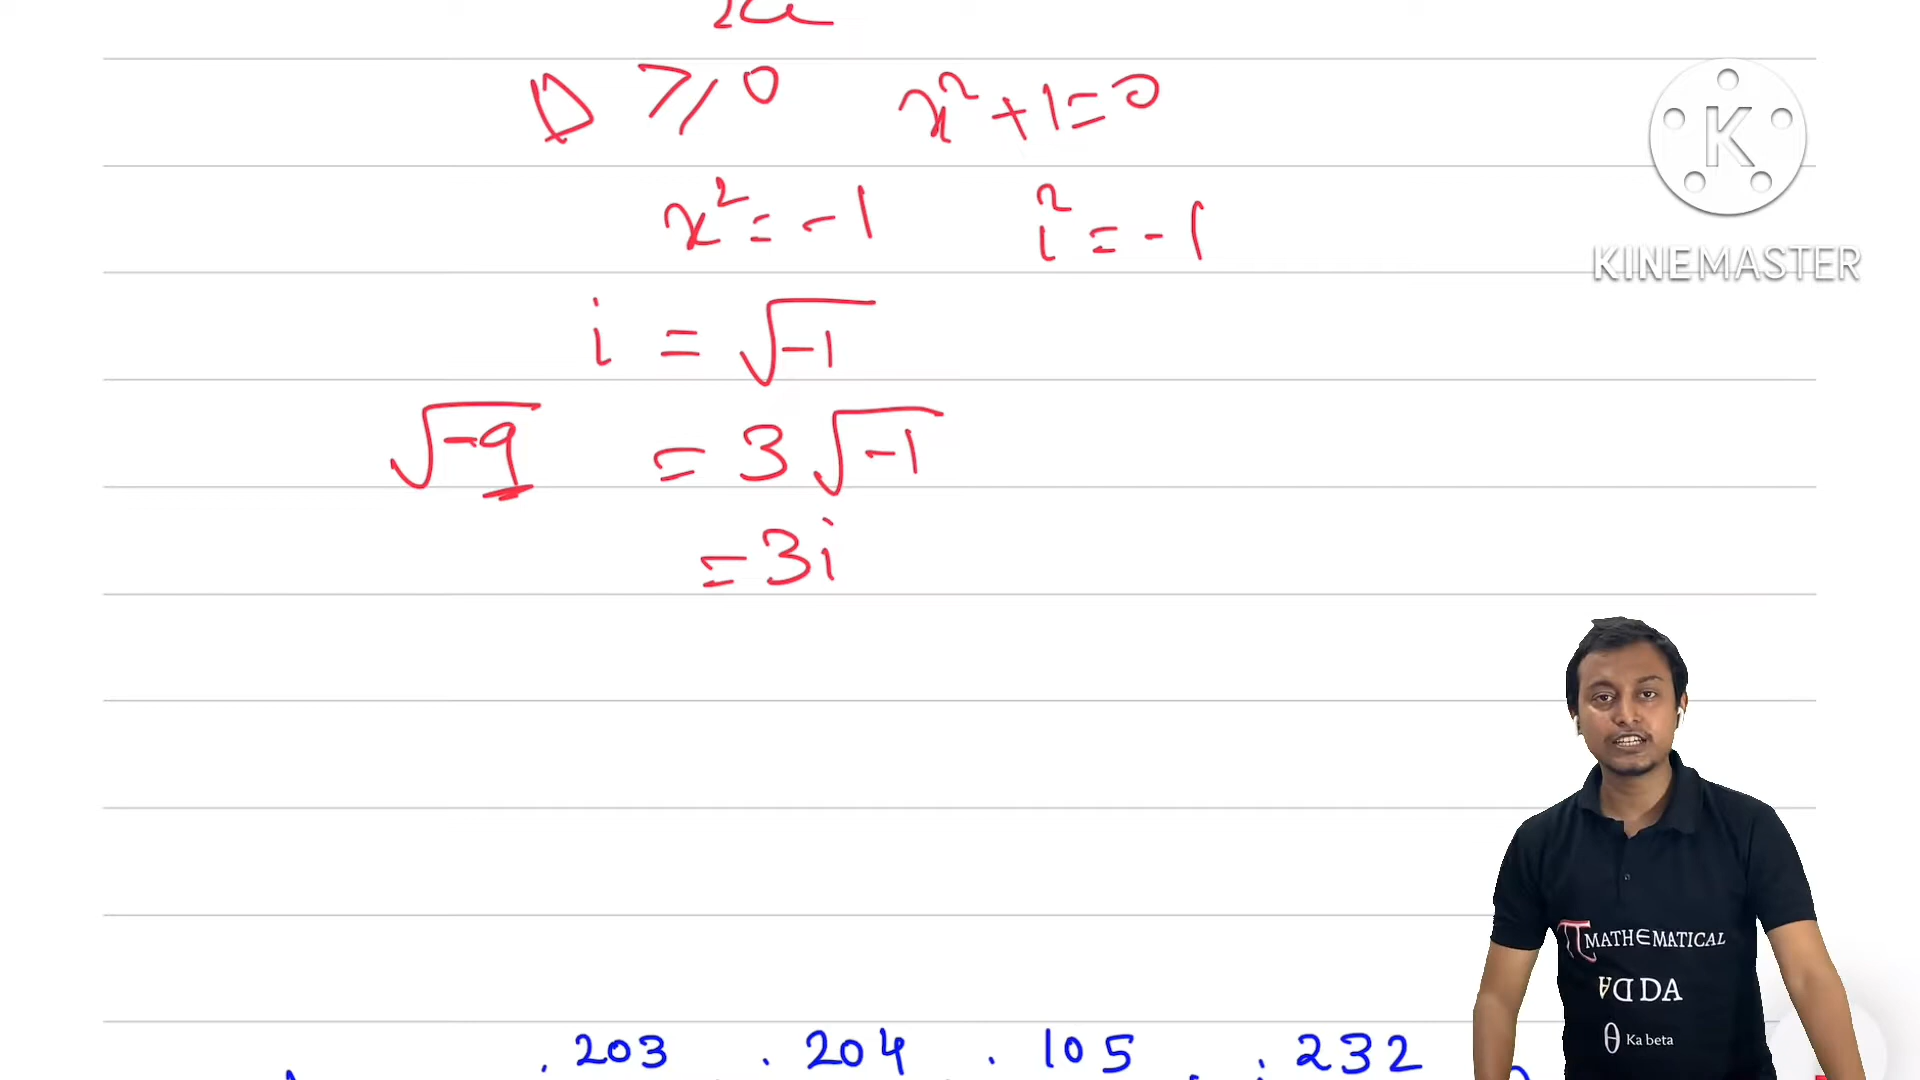 2a
D ⩾ 0 x² + 1 = 0
x² = -1 i² = -1
i = √-1
√-9 = 3√-1
= 3i
203 204 105 232
K
KINEMASTER
π MATHEMATICAL
ADDA
θ Ka beta